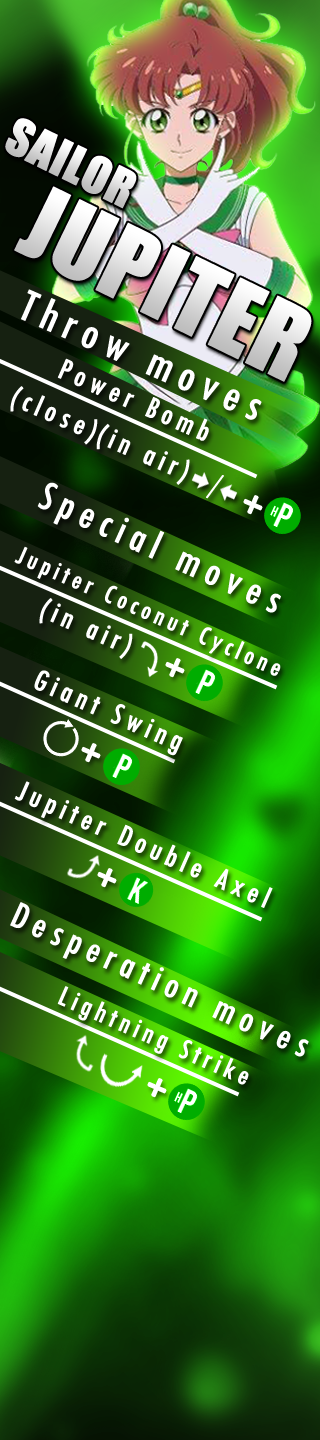 SAILOR
JUPITER
Throw moves
Power Bomb
(close)(in air)➡/⬅+HP
Special moves
Jupiter Coconut Cyclone
(in air) ⤵+P
Giant Swing
↻+P
Jupiter Double Axel
⤴+K
Desperation moves
Lightning Strike
+HP